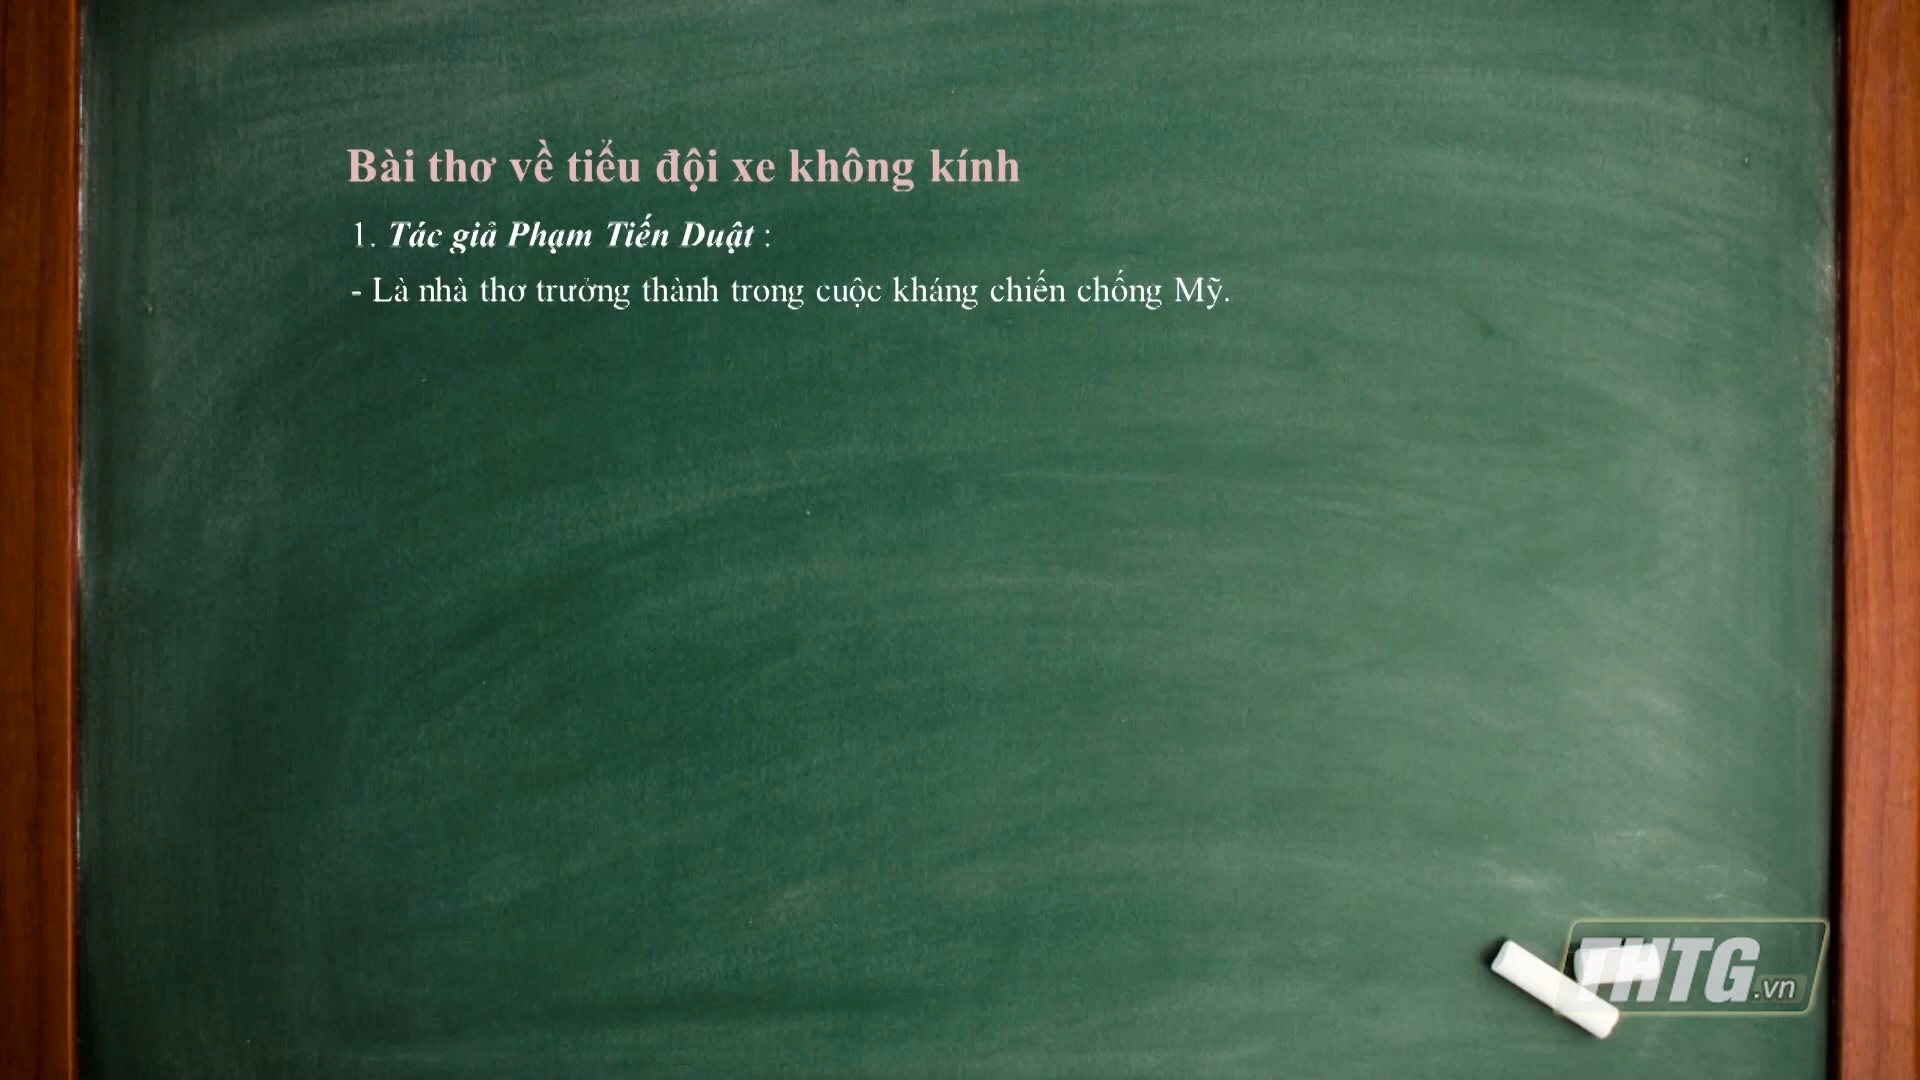 Bài thơ về tiểu đội xe không kính
1. Tác giả Phạm Tiến Duật :
- Là nhà thơ trưởng thành trong cuộc kháng chiến chống Mỹ.
THTG.vn